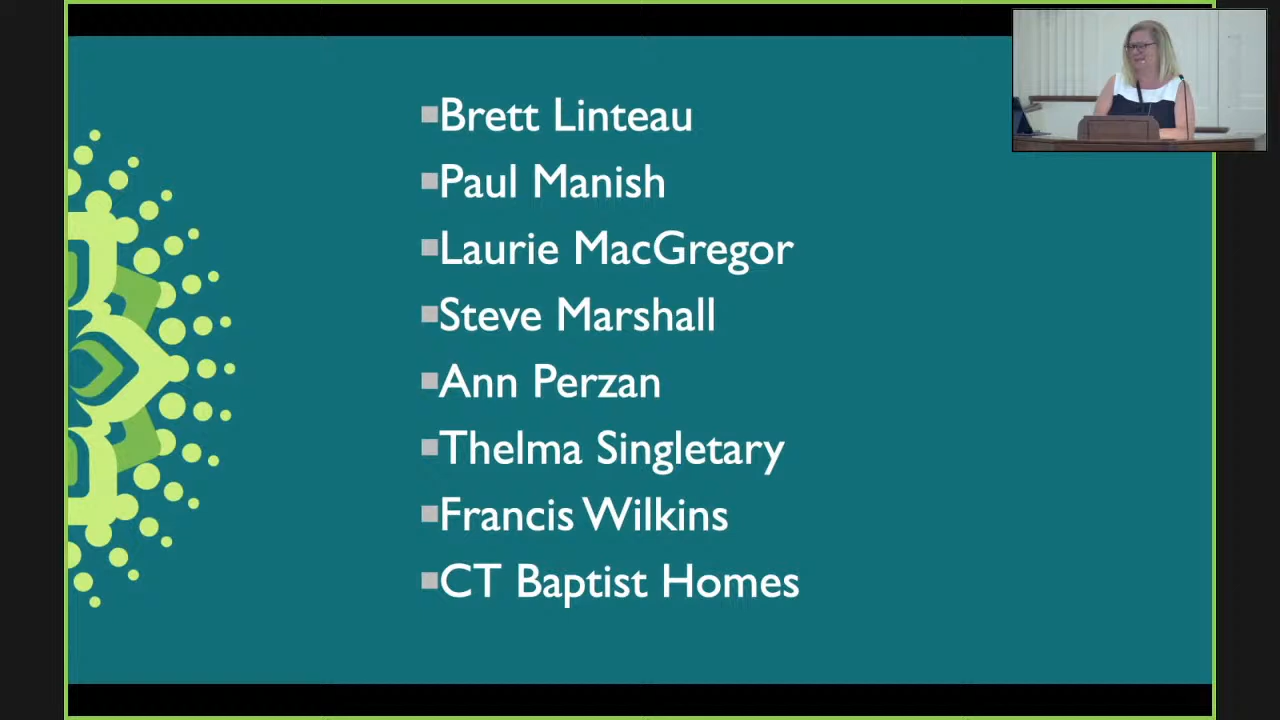 Brett Linteau
Paul Manish
Laurie MacGregor
Steve Marshall
Ann Perzan
Thelma Singletary
Francis Wilkins
CT Baptist Homes